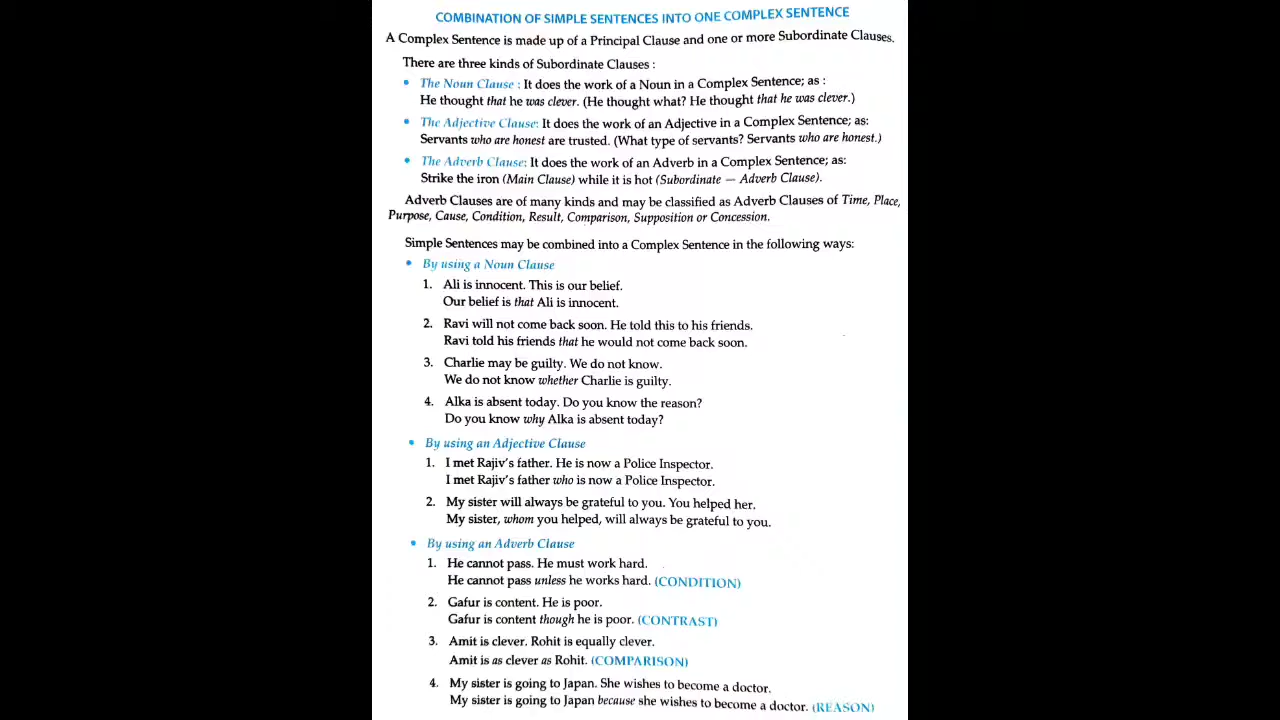 COMBINATION OF SIMPLE SENTENCES INTO ONE COMPLEX SENTENCE
A Complex Sentence is made up of a Principal Clause and one or more Subordinate Clauses.
There are three kinds of Subordinate Clauses :
• The Noun Clause : It does the work of a Noun in a Complex Sentence; as :
He thought that he was clever. (He thought what? He thought that he was clever.)
• The Adjective Clause: It does the work of an Adjective in a Complex Sentence; as:
Servants who are honest are trusted. (What type of servants? Servants who are honest.)
• The Adverb Clause: It does the work of an Adverb in a Complex Sentence; as:
Strike the iron (Main Clause) while it is hot (Subordinate — Adverb Clause).
Adverb Clauses are of many kinds and may be classified as Adverb Clauses of Time, Place,
Purpose, Cause, Condition, Result, Comparison, Supposition or Concession.
Simple Sentences may be combined into a Complex Sentence in the following ways:
• By using a Noun Clause
1. Ali is innocent. This is our belief.
Our belief is that Ali is innocent.
2. Ravi will not come back soon. He told this to his friends.
Ravi told his friends that he would not come back soon.
3. Charlie may be guilty. We do not know.
We do not know whether Charlie is guilty.
4. Alka is absent today. Do you know the reason?
Do you know why Alka is absent today?
• By using an Adjective Clause
1. I met Rajiv's father. He is now a Police Inspector.
I met Rajiv's father who is now a Police Inspector.
2. My sister will always be grateful to you. You helped her.
My sister, whom you helped, will always be grateful to you.
• By using an Adverb Clause
1. He cannot pass. He must work hard.
He cannot pass unless he works hard. (CONDITION)
2. Gafur is content. He is poor.
Gafur is content though he is poor. (CONTRAST)
3. Amit is clever. Rohit is equally clever.
Amit is as clever as Rohit. (COMPARISON)
4. My sister is going to Japan. She wishes to become a doctor.
My sister is going to Japan because she wishes to become a doctor. (REASON)